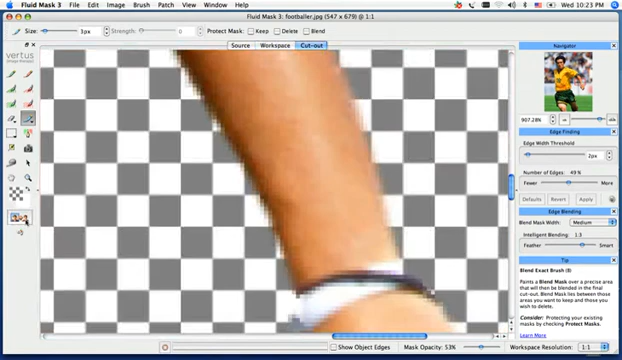 Fluid Mask 3 File Edit Image Brush Patch Window Help Wed 10:23 PM
Fluid Mask 3: footballer.jpg (547 x 679) @ 1:1
Size: 3px Strength: 0 Protect Mask: Keep Delete Blend
vertus
Source Workspace Cut-out
Navigator
907.28%
Edge Finding
Edge Width Threshold
2px
Number of Edges: 49 %
Fewer More
Defaults Revert Apply
Edge Blending
Blend Mask Width: Medium
Intelligent Blending: 1.3
Feather Smart
Tip
Blend Exact Brush (B)
Paints a Blend Mask over a precise area that will then be blended in the final cut-out. Blend Mask lies between those areas you want to keep and those you wish to delete.
Consider: Protecting your existing masks by checking Protect Masks.
Learn More
Show Object Edges Mask Opacity: 53% Workspace Resolution: 1:1